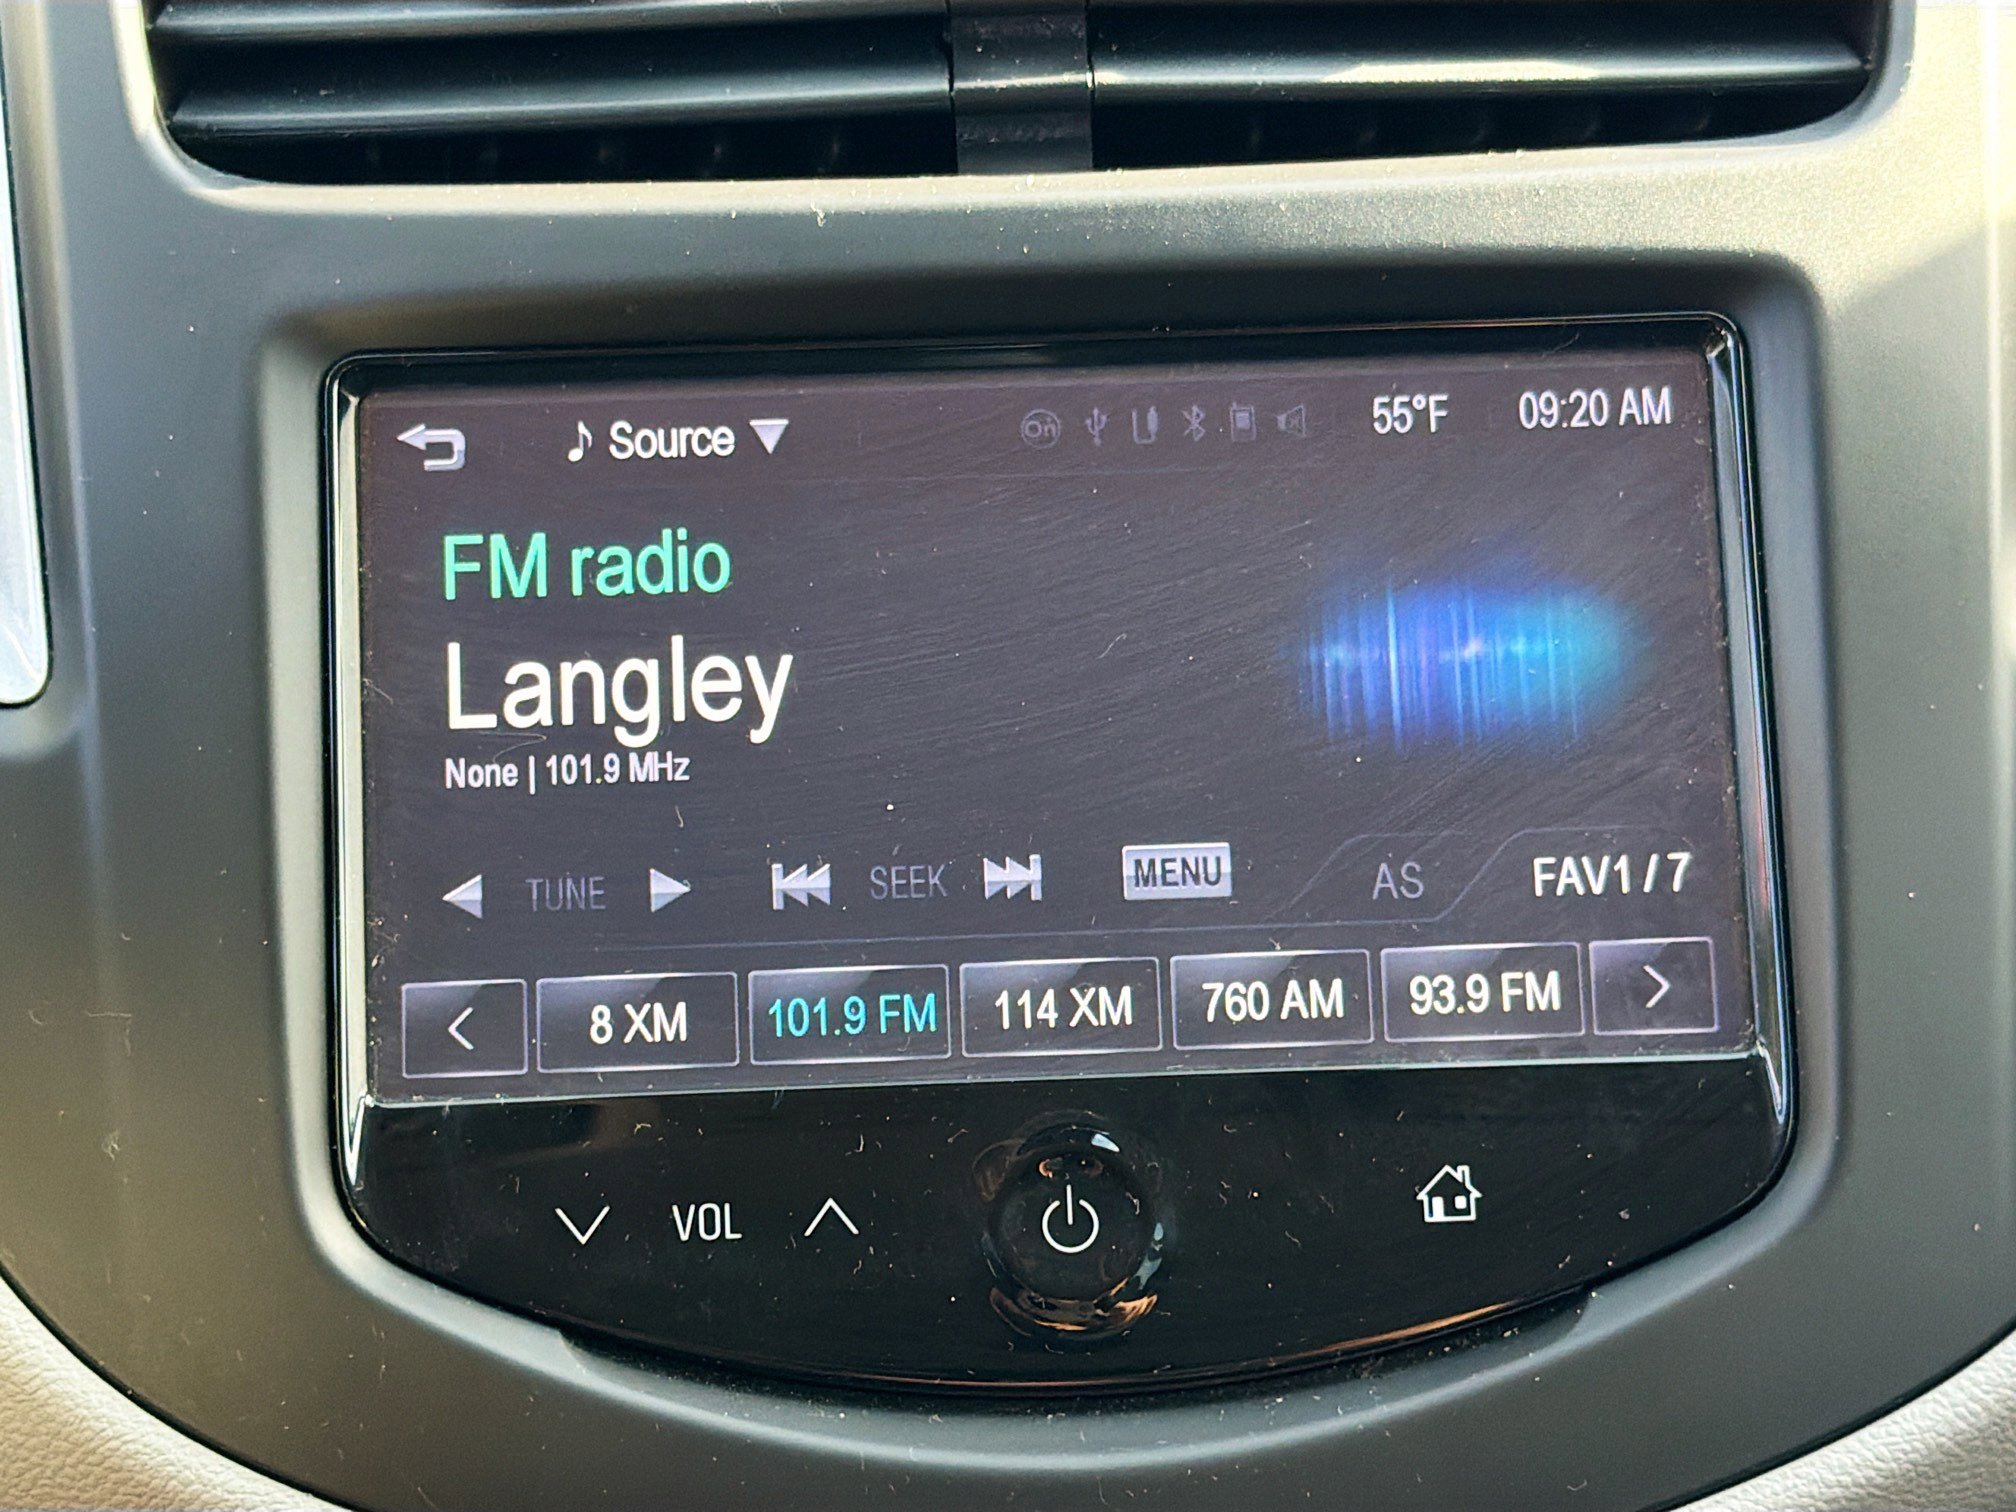 Source
On
55°F
09:20 AM
FM radio
Langley
None | 101.9 MHz
TUNE
SEEK
MENU
AS
FAV1 / 7
8 XM
101.9 FM
114 XM
760 AM
93.9 FM
VOL